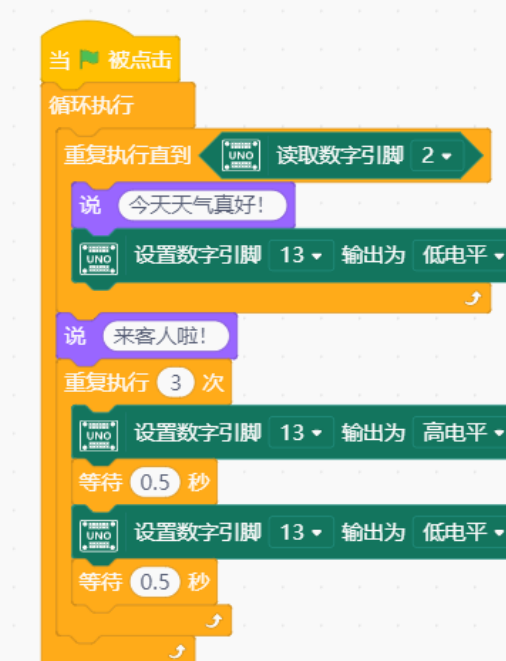 当 被点击
循环执行
重复执行直到 UNO 读取数字引脚 2
说 今天天气真好!
UNO 设置数字引脚 13 输出为 低电平
说 来客人啦!
重复执行 3 次
UNO 设置数字引脚 13 输出为 高电平
等待 0.5 秒
UNO 设置数字引脚 13 输出为 低电平
等待 0.5 秒